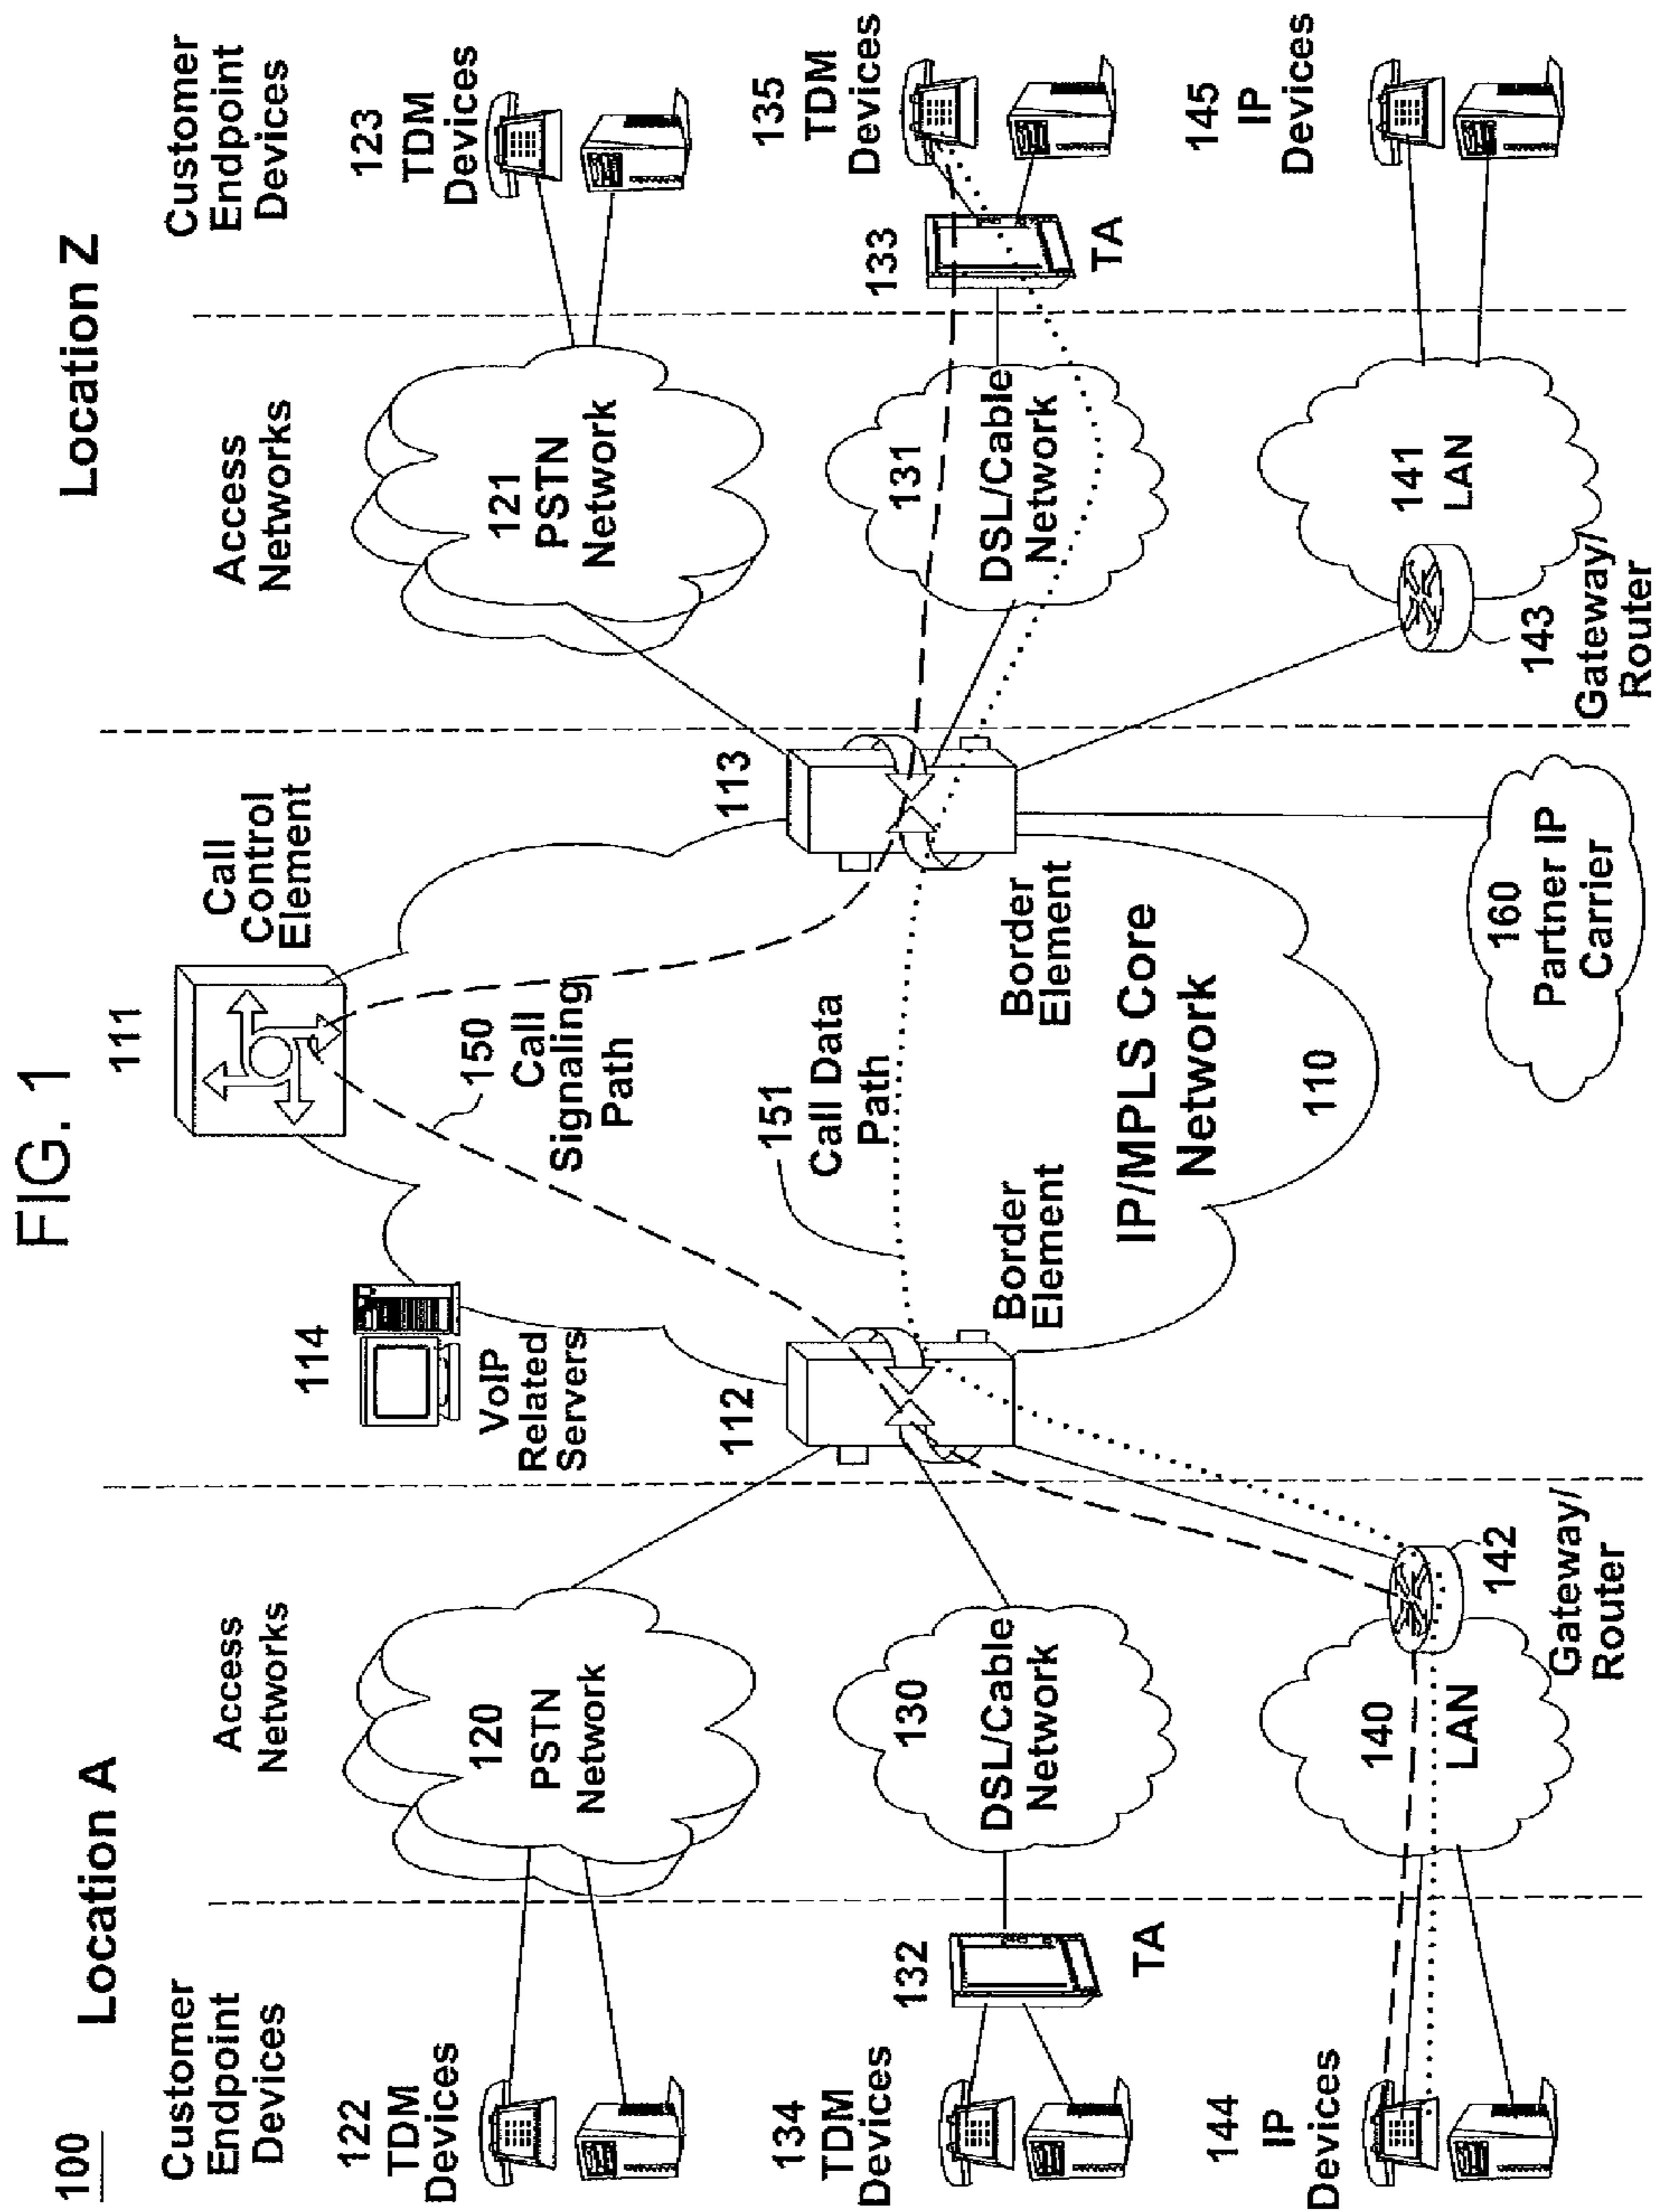 FIG. 1
100
Location A
Location Z
Customer
Endpoint
Devices
Access
Networks
111
Call
Control
Element
Access
Networks
Customer
Endpoint
Devices
122
TDM
Devices
120
PSTN
Network
114
VoIP
Related
Servers
150
Call
Signaling
Path
121
PSTN
Network
123
TDM
Devices
134
TDM
Devices
132
TA
130
DSL/Cable
Network
112
Border
Element
151
Call Data
Path
113
Border
Element
131
DSL/Cable
Network
133
TA
135
TDM
Devices
IP/MPLS Core
Network
110
144
IP
Devices
140
LAN
142
Gateway/
Router
160
Partner IP
Carrier
143
Gateway/
Router
141
LAN
145
IP
Devices